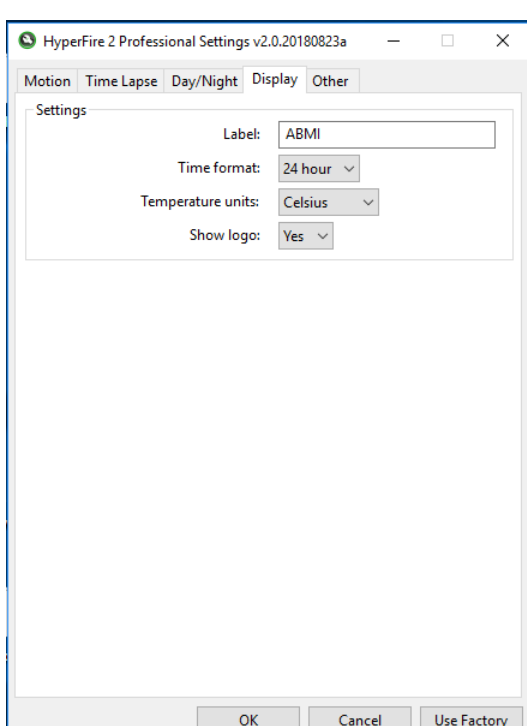 HyperFire 2 Professional Settings v2.0.20180823a
Motion Time Lapse Day/Night Display Other
Settings
Label: ABMI
Time format: 24 hour
Temperature units: Celsius
Show logo: Yes
OK Cancel Use Factory